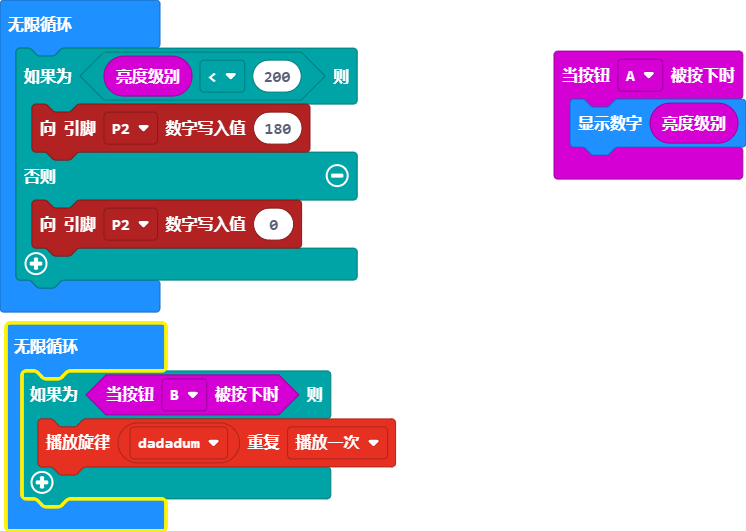 无限循环
如果为 亮度级别 < 200 则
向 引脚 P2 数字写入值 180
否则
向 引脚 P2 数字写入值 0
当按钮 A 被按下时
显示数字 亮度级别
无限循环
如果为 当按钮 B 被按下时 则
播放旋律 dadadum 重复 播放一次